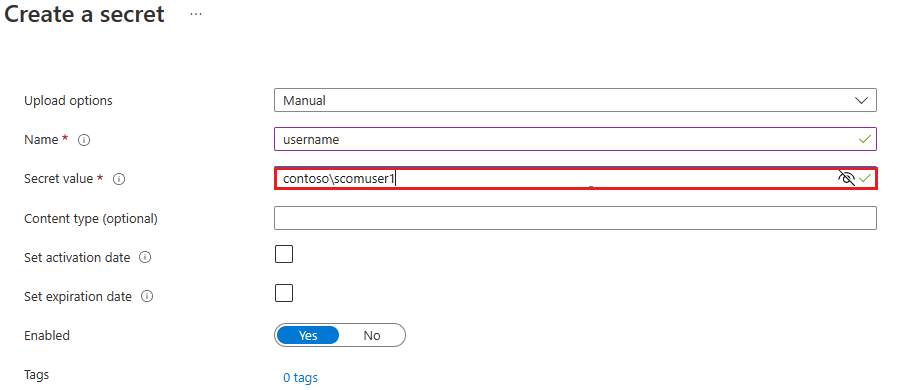 Create a secret ...
Upload options Manual
Name * username
Secret value * contoso\scomuser1
Content type (optional)
Set activation date
Set expiration date
Enabled Yes No
Tags 0 tags